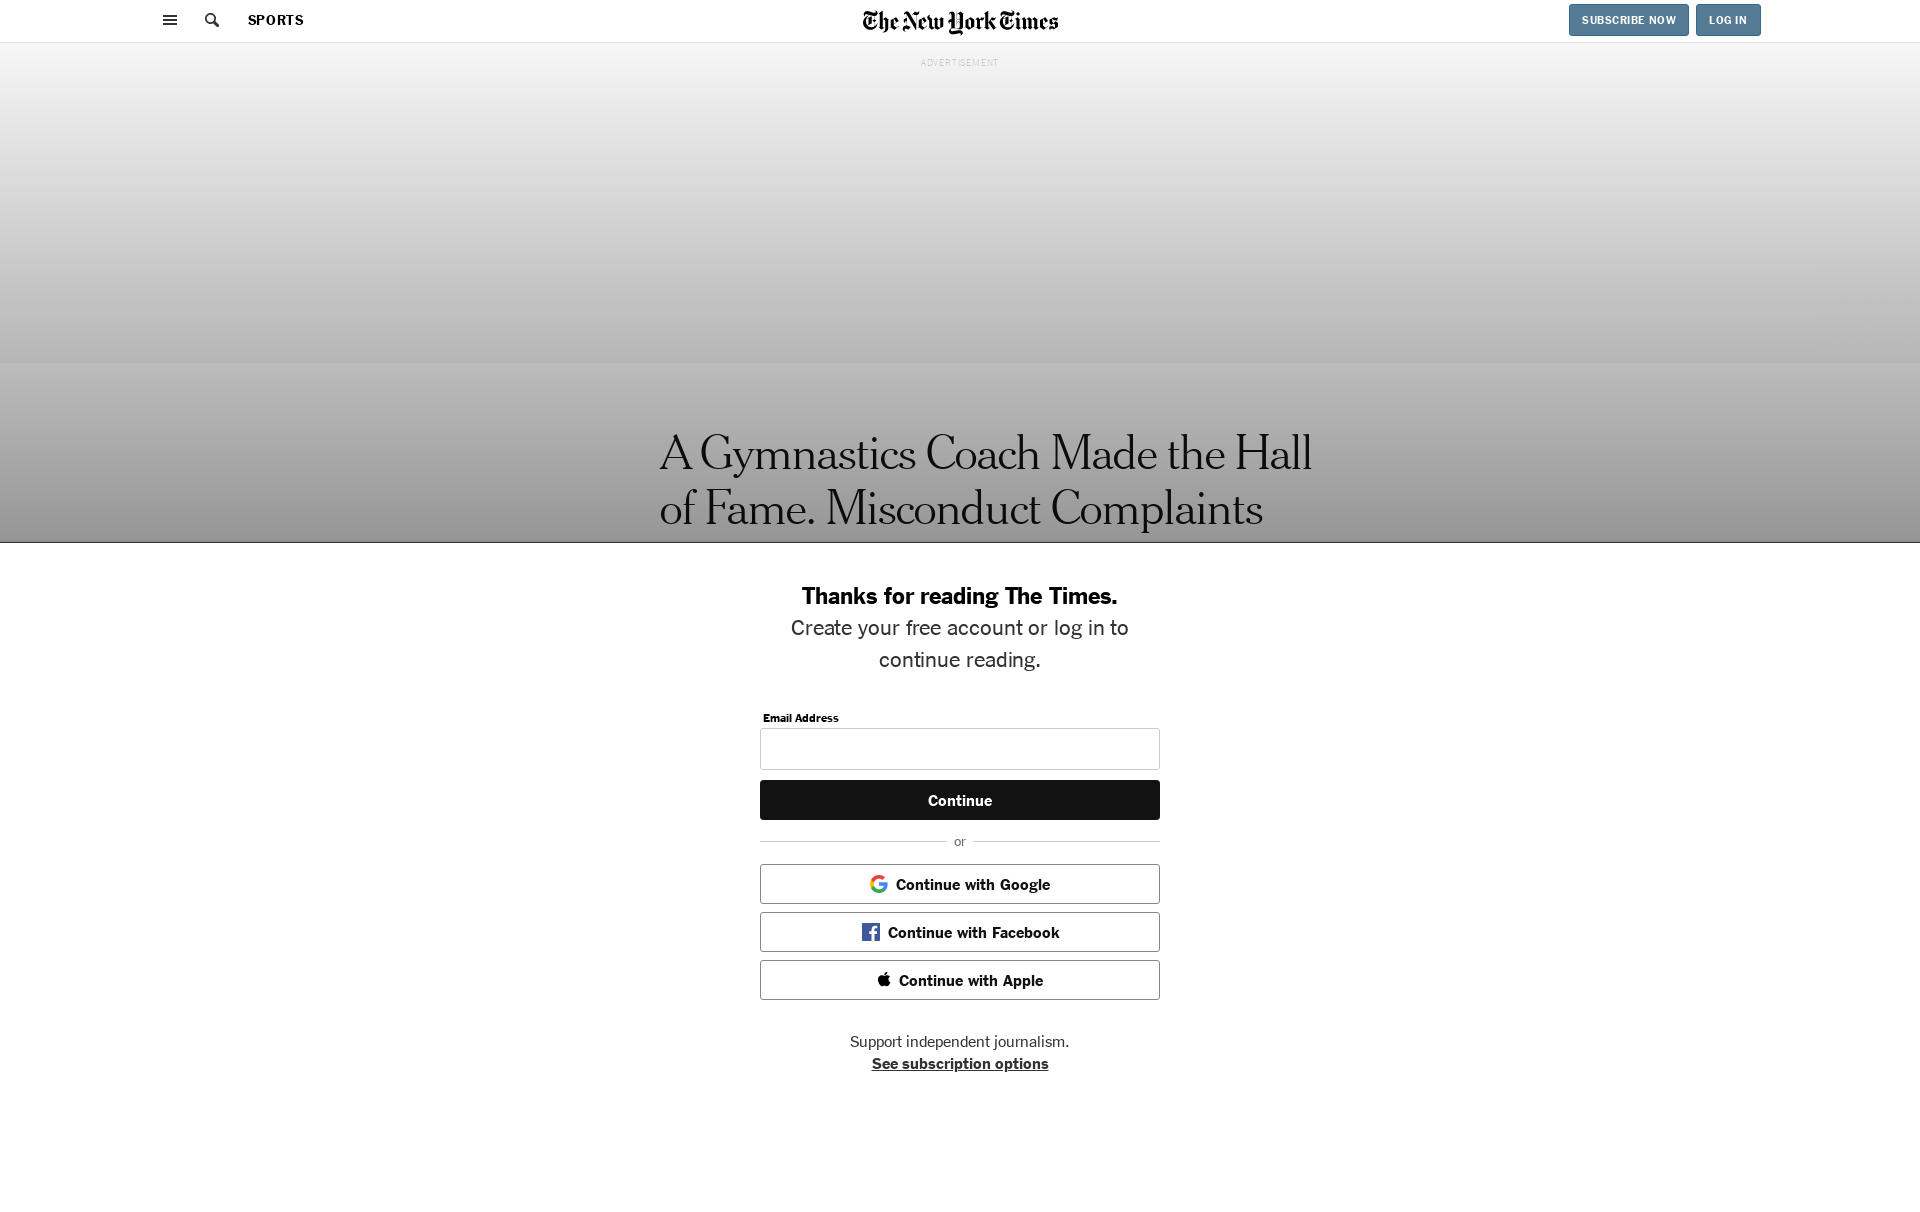 SPORTS
The New York Times
SUBSCRIBE NOW
LOG IN
ADVERTISEMENT
A Gymnastics Coach Made the Hall
of Fame. Misconduct Complaints
Thanks for reading The Times.
Create your free account or log in to
continue reading.
Email Address
Continue
or
Continue with Google
Continue with Facebook
Continue with Apple
Support independent journalism.
See subscription options